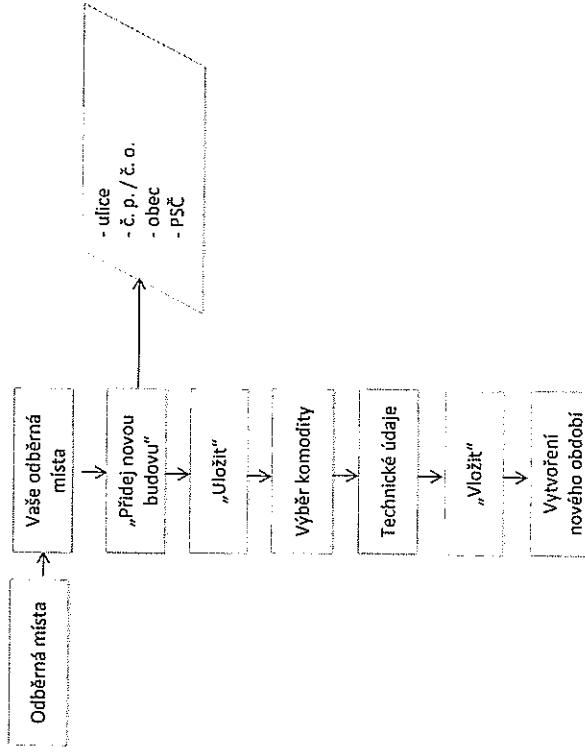 Odběrná místa
Vaše odběrná
místa
„Přidej novou
budovu“
- ulice
- č. p. / č. o.
- obec
- PSČ
„Uložit“
Výběr komodity
Technické údaje
„Vložit“
Vytvoření
nového období